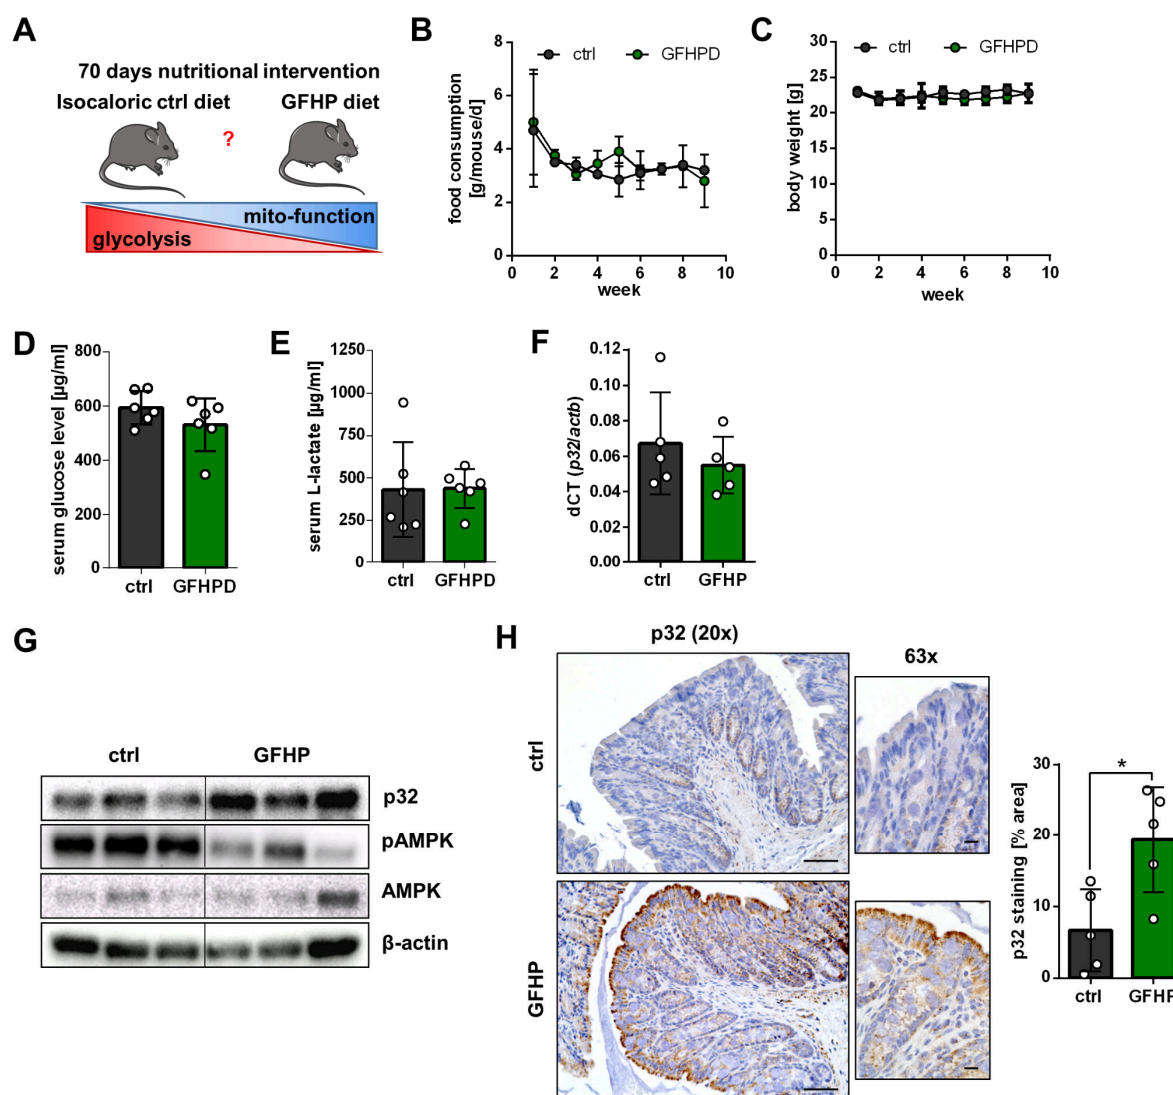 A
70 days nutritional intervention
Isocaloric ctrl diet
GFHP diet
?
mito-function
glycolysis
B
ctrl
GFHPD
food consumption
[g/mouse/d]
8
6
4
2
0
0 2 4 6 8 10
week
C
ctrl
GFHPD
body weight [g]
30
25
20
15
10
5
0
0 2 4 6 8 10
week
D
serum glucose level [µg/ml]
800
600
400
200
0
ctrl GFHPD
E
serum L-lactate [µg/ml]
1250
1000
750
500
250
0
ctrl GFHPD
F
dCT (p32/actb)
0.12
0.10
0.08
0.06
0.04
0.02
0.00
ctrl GFHP
G
ctrl GFHP
p32
pAMPK
AMPK
β-actin
H
p32 (20x)
63x
ctrl
GFHP
p32 staining [% area]
30
20
10
0
*
ctrl GFHP